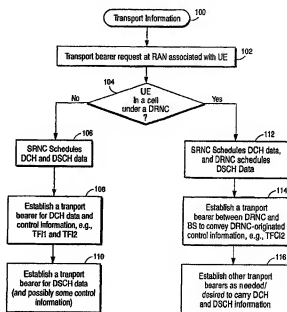 Transport Information
100
Transport bearer request at RAN associated with UE
102
104
UE
in a cell
under a DRNC
?
No
Yes
106
SRNC Schedules
DCH and DSCH data
112
SRNC Schedules DCH data,
and DRNC schedules
DSCH Data
108
Establish a tranport
bearer for DCH data and
control information, e.g.,
TFI1 and TFI2
114
Establish a transport
bearer between DRNC and
BS to convey DRNC-originated
control information, e.g., TFCI2
110
Establish a transport
bearer for DSCH data
(and possibly some control
information)
116
Establish other tranport
bearers as needed/
desired to carry DCH
and DSCH information